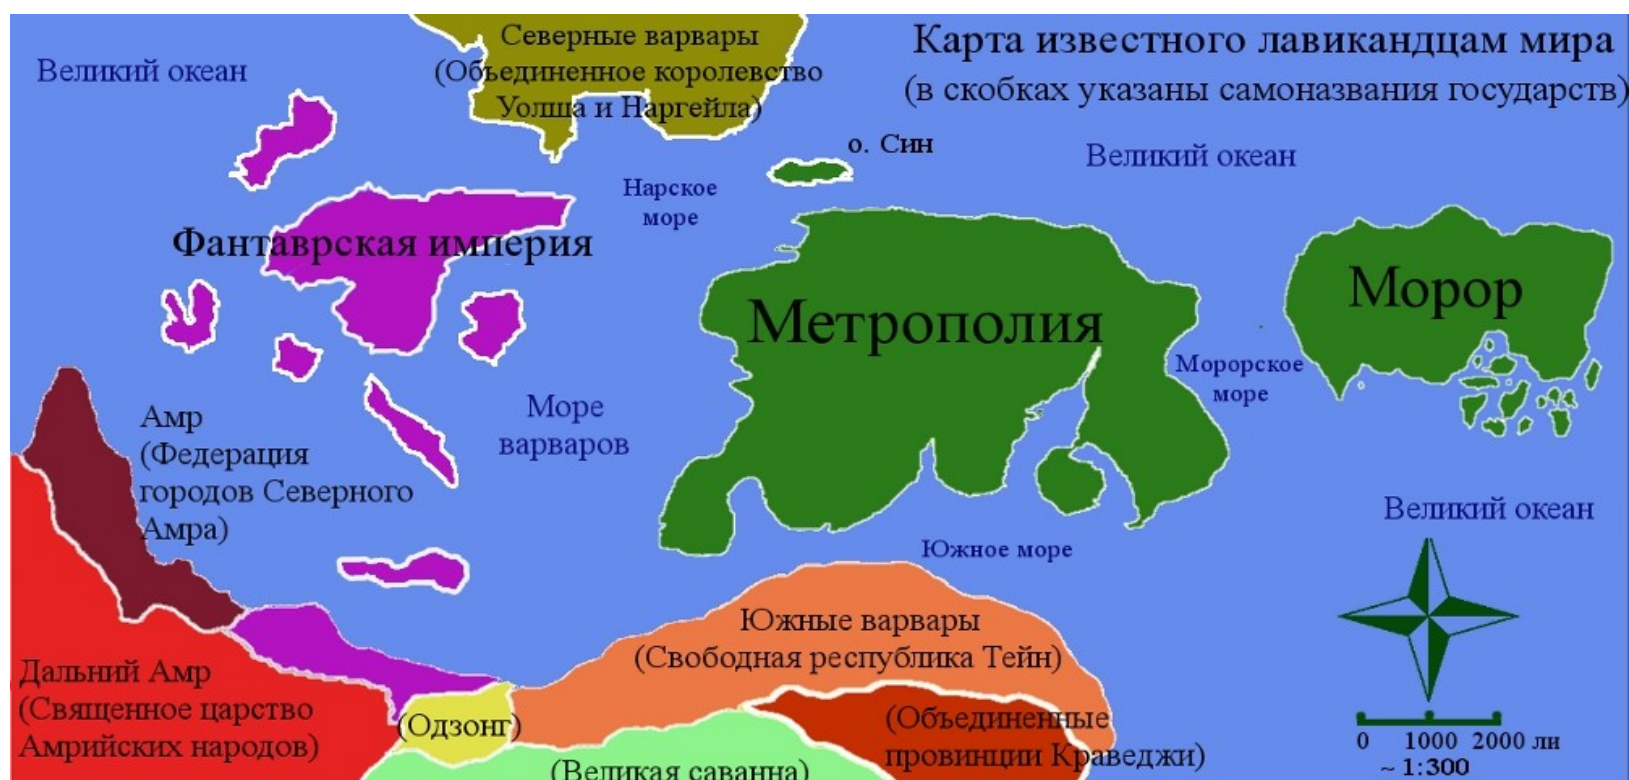 Карта известного лавикандцам мира
(в скобках указаны самоназвания государств)
Великий океан
Северные варвары
(Объединенное королевство
Уолша и Наргейла)
о. Син
Великий океан
Нарское
море
Фантаврская империя
Метрополия
Морор
Морорское
море
Море
варваров
Амр
(Федерация
городов Северного
Амра)
Великий океан
Южное море
Южные варвары
(Свободная республика Тейн)
Дальний Амр
(Священное царство
Амрийских народов)
(Одзонг)
(Объединенные
провинции Краведжи)
(Великая саванна)
0 1000 2000 ли
~ 1:300